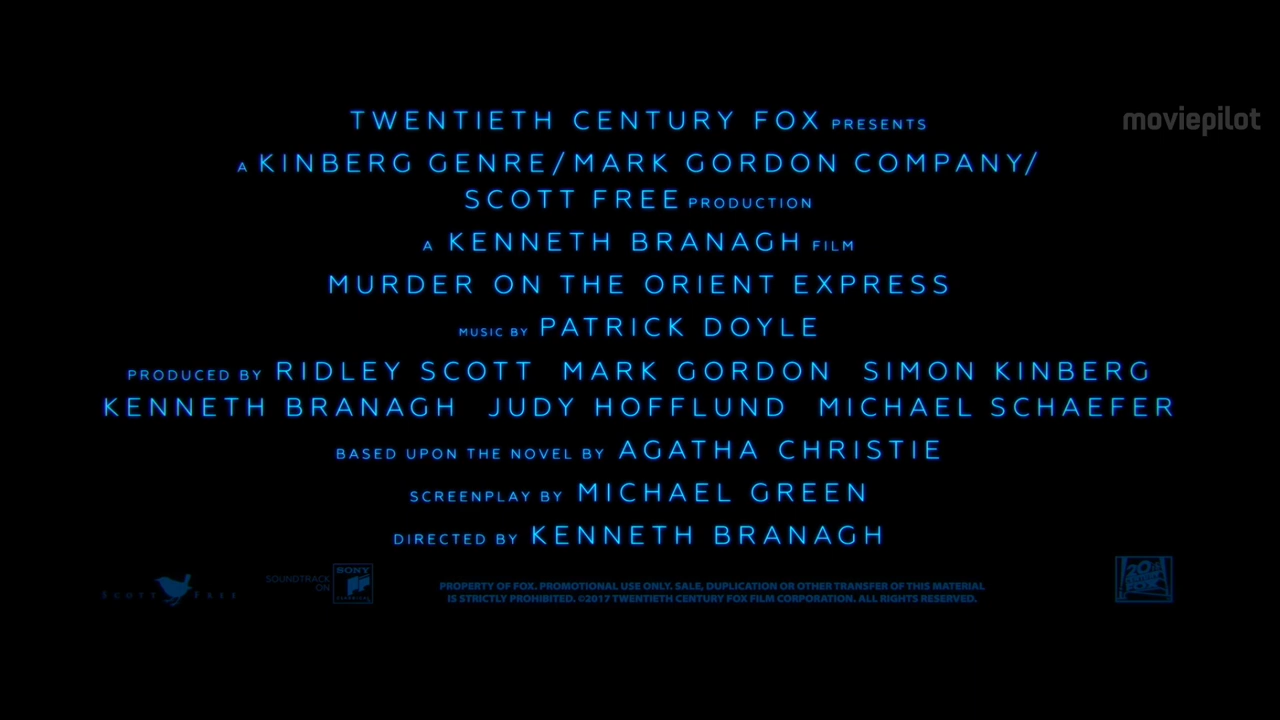 moviepilot
TWENTIETH CENTURY FOX PRESENTS
A KINBERG GENRE/MARK GORDON COMPANY/
SCOTT FREE PRODUCTION
A KENNETH BRANAGH FILM
MURDER ON THE ORIENT EXPRESS
MUSIC BY PATRICK DOYLE
PRODUCED BY RIDLEY SCOTT MARK GORDON SIMON KINBERG
KENNETH BRANAGH JUDY HOFFLUND MICHAEL SCHAEFER
BASED UPON THE NOVEL BY AGATHA CHRISTIE
SCREENPLAY BY MICHAEL GREEN
DIRECTED BY KENNETH BRANAGH
SCOTT FREE
SOUNDTRACK
ON
SONY
CLASSICAL
PROPERTY OF FOX. PROMOTIONAL USE ONLY. SALE, DUPLICATION OR OTHER TRANSFER OF THIS MATERIAL
IS STRICTLY PROHIBITED. ©2017 TWENTIETH CENTURY FOX FILM CORPORATION. ALL RIGHTS RESERVED.
20th
CENTURY
FOX